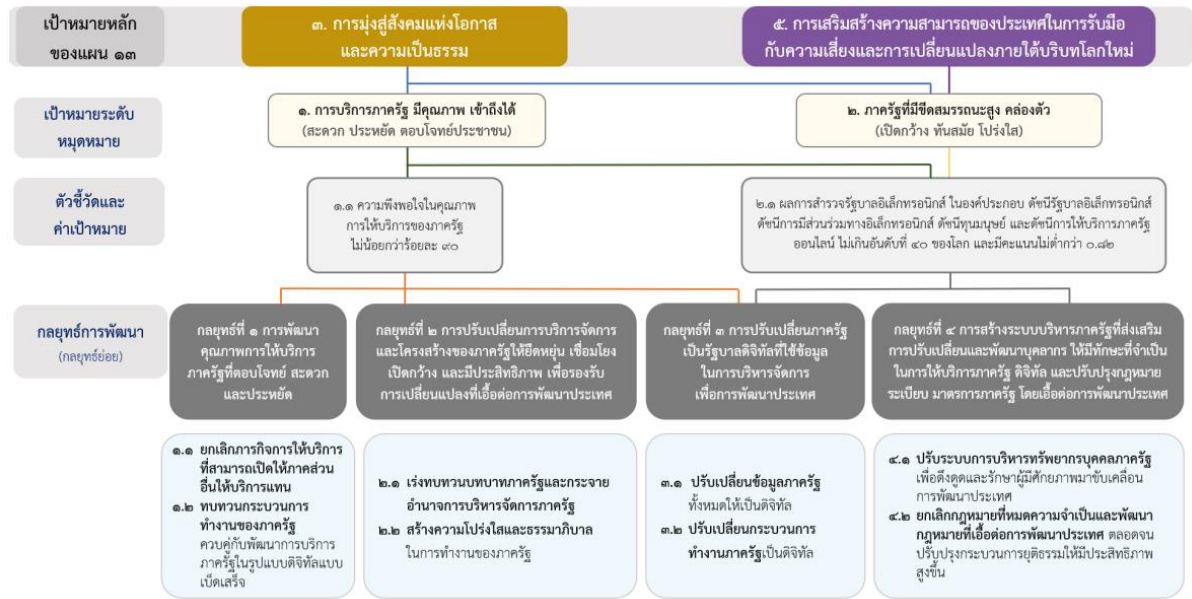 เป้าหมายหลัก
ของแผน ๑๓
๓. การมุ่งสู่สังคมแห่งโอกาส
และความเป็นธรรม
๕. การเสริมสร้างความสามารถของประเทศในการรับมือ
กับความเสี่ยงและการเปลี่ยนแปลงภายใต้บริบทโลกใหม่
เป้าหมายระดับ
หมุดหมาย
๑. การบริการภาครัฐ มีคุณภาพ เข้าถึงได้
(สะดวก ประหยัด ตอบโจทย์ประชาชน)
๒. ภาครัฐที่มีขีดสมรรถนะสูง คล่องตัว
(เปิดกว้าง ทันสมัย โปร่งใส)
ตัวชี้วัดและ
ค่าเป้าหมาย
๑.๑ ความพึงพอใจในคุณภาพ
การให้บริการของภาครัฐ
ไม่น้อยกว่าร้อยละ ๙๐
๒.๑ ผลการสำรวจรัฐบาลอิเล็กทรอนิกส์ ในองค์ประกอบ ดัชนีรัฐบาลอิเล็กทรอนิกส์
ดัชนีการมีส่วนร่วมทางอิเล็กทรอนิกส์ ดัชนีทุนมนุษย์ และดัชนีการให้บริการภาครัฐ
ออนไลน์ ไม่เกินอันดับที่ ๔๐ ของโลก และมีคะแนนไม่ต่ำกว่า ๐.๘๒
กลยุทธ์การพัฒนา
(กลยุทธ์ย่อย)
กลยุทธ์ที่ ๑ การพัฒนา
คุณภาพการให้บริการ
ภาครัฐที่ตอบโจทย์ สะดวก
และประหยัด
กลยุทธ์ที่ ๒ การปรับเปลี่ยนการบริการจัดการ
และโครงสร้างของภาครัฐให้ยืดหยุ่น เชื่อมโยง
เปิดกว้าง และมีประสิทธิภาพ เพื่อรองรับ
การเปลี่ยนแปลงที่เอื้อต่อการพัฒนาประเทศ
กลยุทธ์ที่ ๓ การปรับเปลี่ยนภาครัฐ
เป็นรัฐบาลดิจิทัลที่ใช้ข้อมูล
ในการบริหารจัดการ
เพื่อการพัฒนาประเทศ
กลยุทธ์ที่ ๔ การสร้างระบบบริหารภาครัฐที่ส่งเสริม
การปรับเปลี่ยนและพัฒนาบุคลากร ให้มีทักษะที่จำเป็น
ในการให้บริการภาครัฐ ดิจิทัล และปรับปรุงกฎหมาย
ระเบียบ มาตรการภาครัฐ โดยเอื้อต่อการพัฒนาประเทศ
๑.๑ ยกเลิกภารกิจการให้บริการ
ที่สามารถเปิดให้ภาคส่วน
อื่นให้บริการแทน
๑.๒ ทบทวนกระบวนการ
ทำงานของภาครัฐ
ควบคู่กับพัฒนาการบริการ
ภาครัฐในรูปแบบดิจิทัลแบบ
เบ็ดเสร็จ
๒.๑ เร่งทบทวนบทบาทภาครัฐและกระจาย
อำนาจการบริหารจัดการภาครัฐ
๒.๒ สร้างความโปร่งใสและธรรมาภิบาล
ในการทำงานของภาครัฐ
๓.๑ ปรับเปลี่ยนข้อมูลภาครัฐ
ทั้งหมดให้เป็นดิจิทัล
๓.๒ ปรับเปลี่ยนกระบวนการ
ทำงานภาครัฐเป็นดิจิทัล
๔.๑ ปรับระบบการบริหารทรัพยากรบุคคลภาครัฐ
เพื่อดึงดูดและรักษาผู้มีศักยภาพมาขับเคลื่อน
การพัฒนาประเทศ
๔.๒ ยกเลิกกฎหมายที่หมดความจำเป็นและพัฒนา
กฎหมายที่เอื้อต่อการพัฒนาประเทศ ตลอดจน
ปรับปรุงกระบวนการยุติธรรมให้มีประสิทธิภาพ
สูงขึ้น